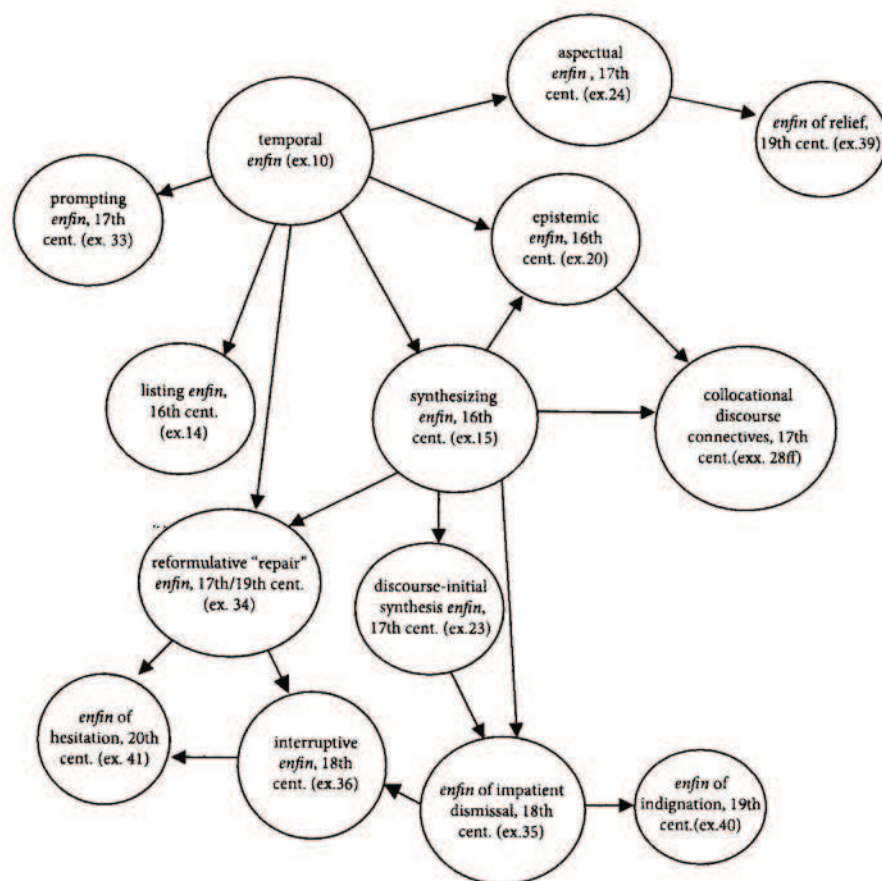 aspectual
enfin , 17th
cent. (ex.24)
temporal
enfin (ex.10)
enfin of relief,
19th cent. (ex.39)
prompting
enfin, 17th
cent. (ex. 33)
epistemic
enfin, 16th
cent. (ex.20)
listing enfin,
16th cent.
(ex.14)
synthesizing
enfin, 16th
cent. (ex.15)
collocational
discourse
connectives, 17th
cent.(exx. 28ff)
reformulative “repair”
enfin, 17th/19th cent.
(ex. 34)
discourse-initial
synthesis enfin,
17th cent. (ex.23)
enfin of
hesitation, 20th
cent. (ex. 41)
interruptive
enfin, 18th
cent. (ex.36)
enfin of impatient
dismissal, 18th
cent. (ex.35)
enfin of
indignation, 19th
cent.(ex.40)